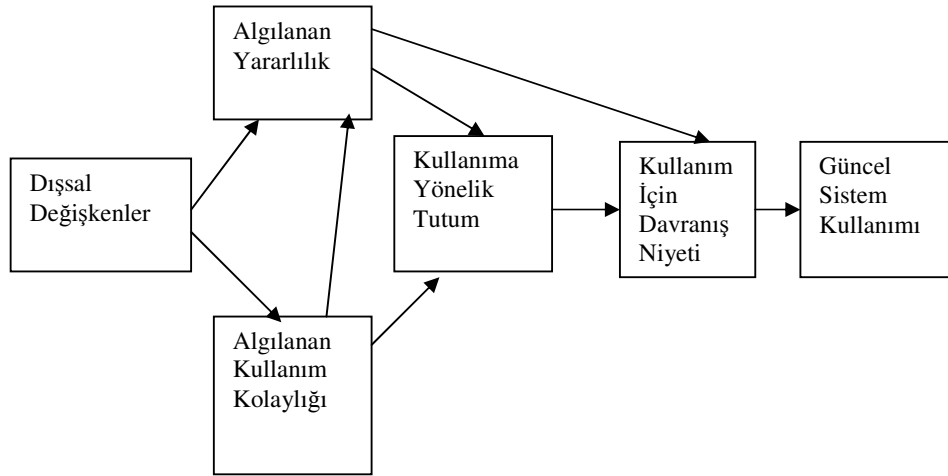 Algılanan
Yararlılık
Dışsal
Değişkenler
Kullanıma
Yönelik
Tutum
Kullanım
İçin
Davranış
Niyeti
Güncel
Sistem
Kullanımı
Algılanan
Kullanım
Kolaylığı